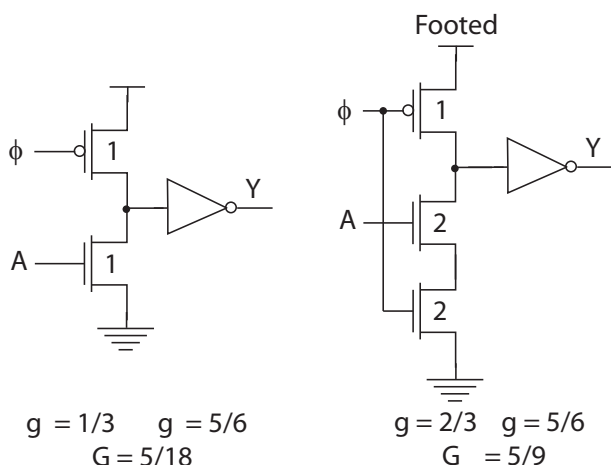 ϕ
1
Y
A
1
g = 1/3 g = 5/6
G = 5/18
Footed
ϕ
1
Y
A
2
2
g = 2/3 g = 5/6
G = 5/9